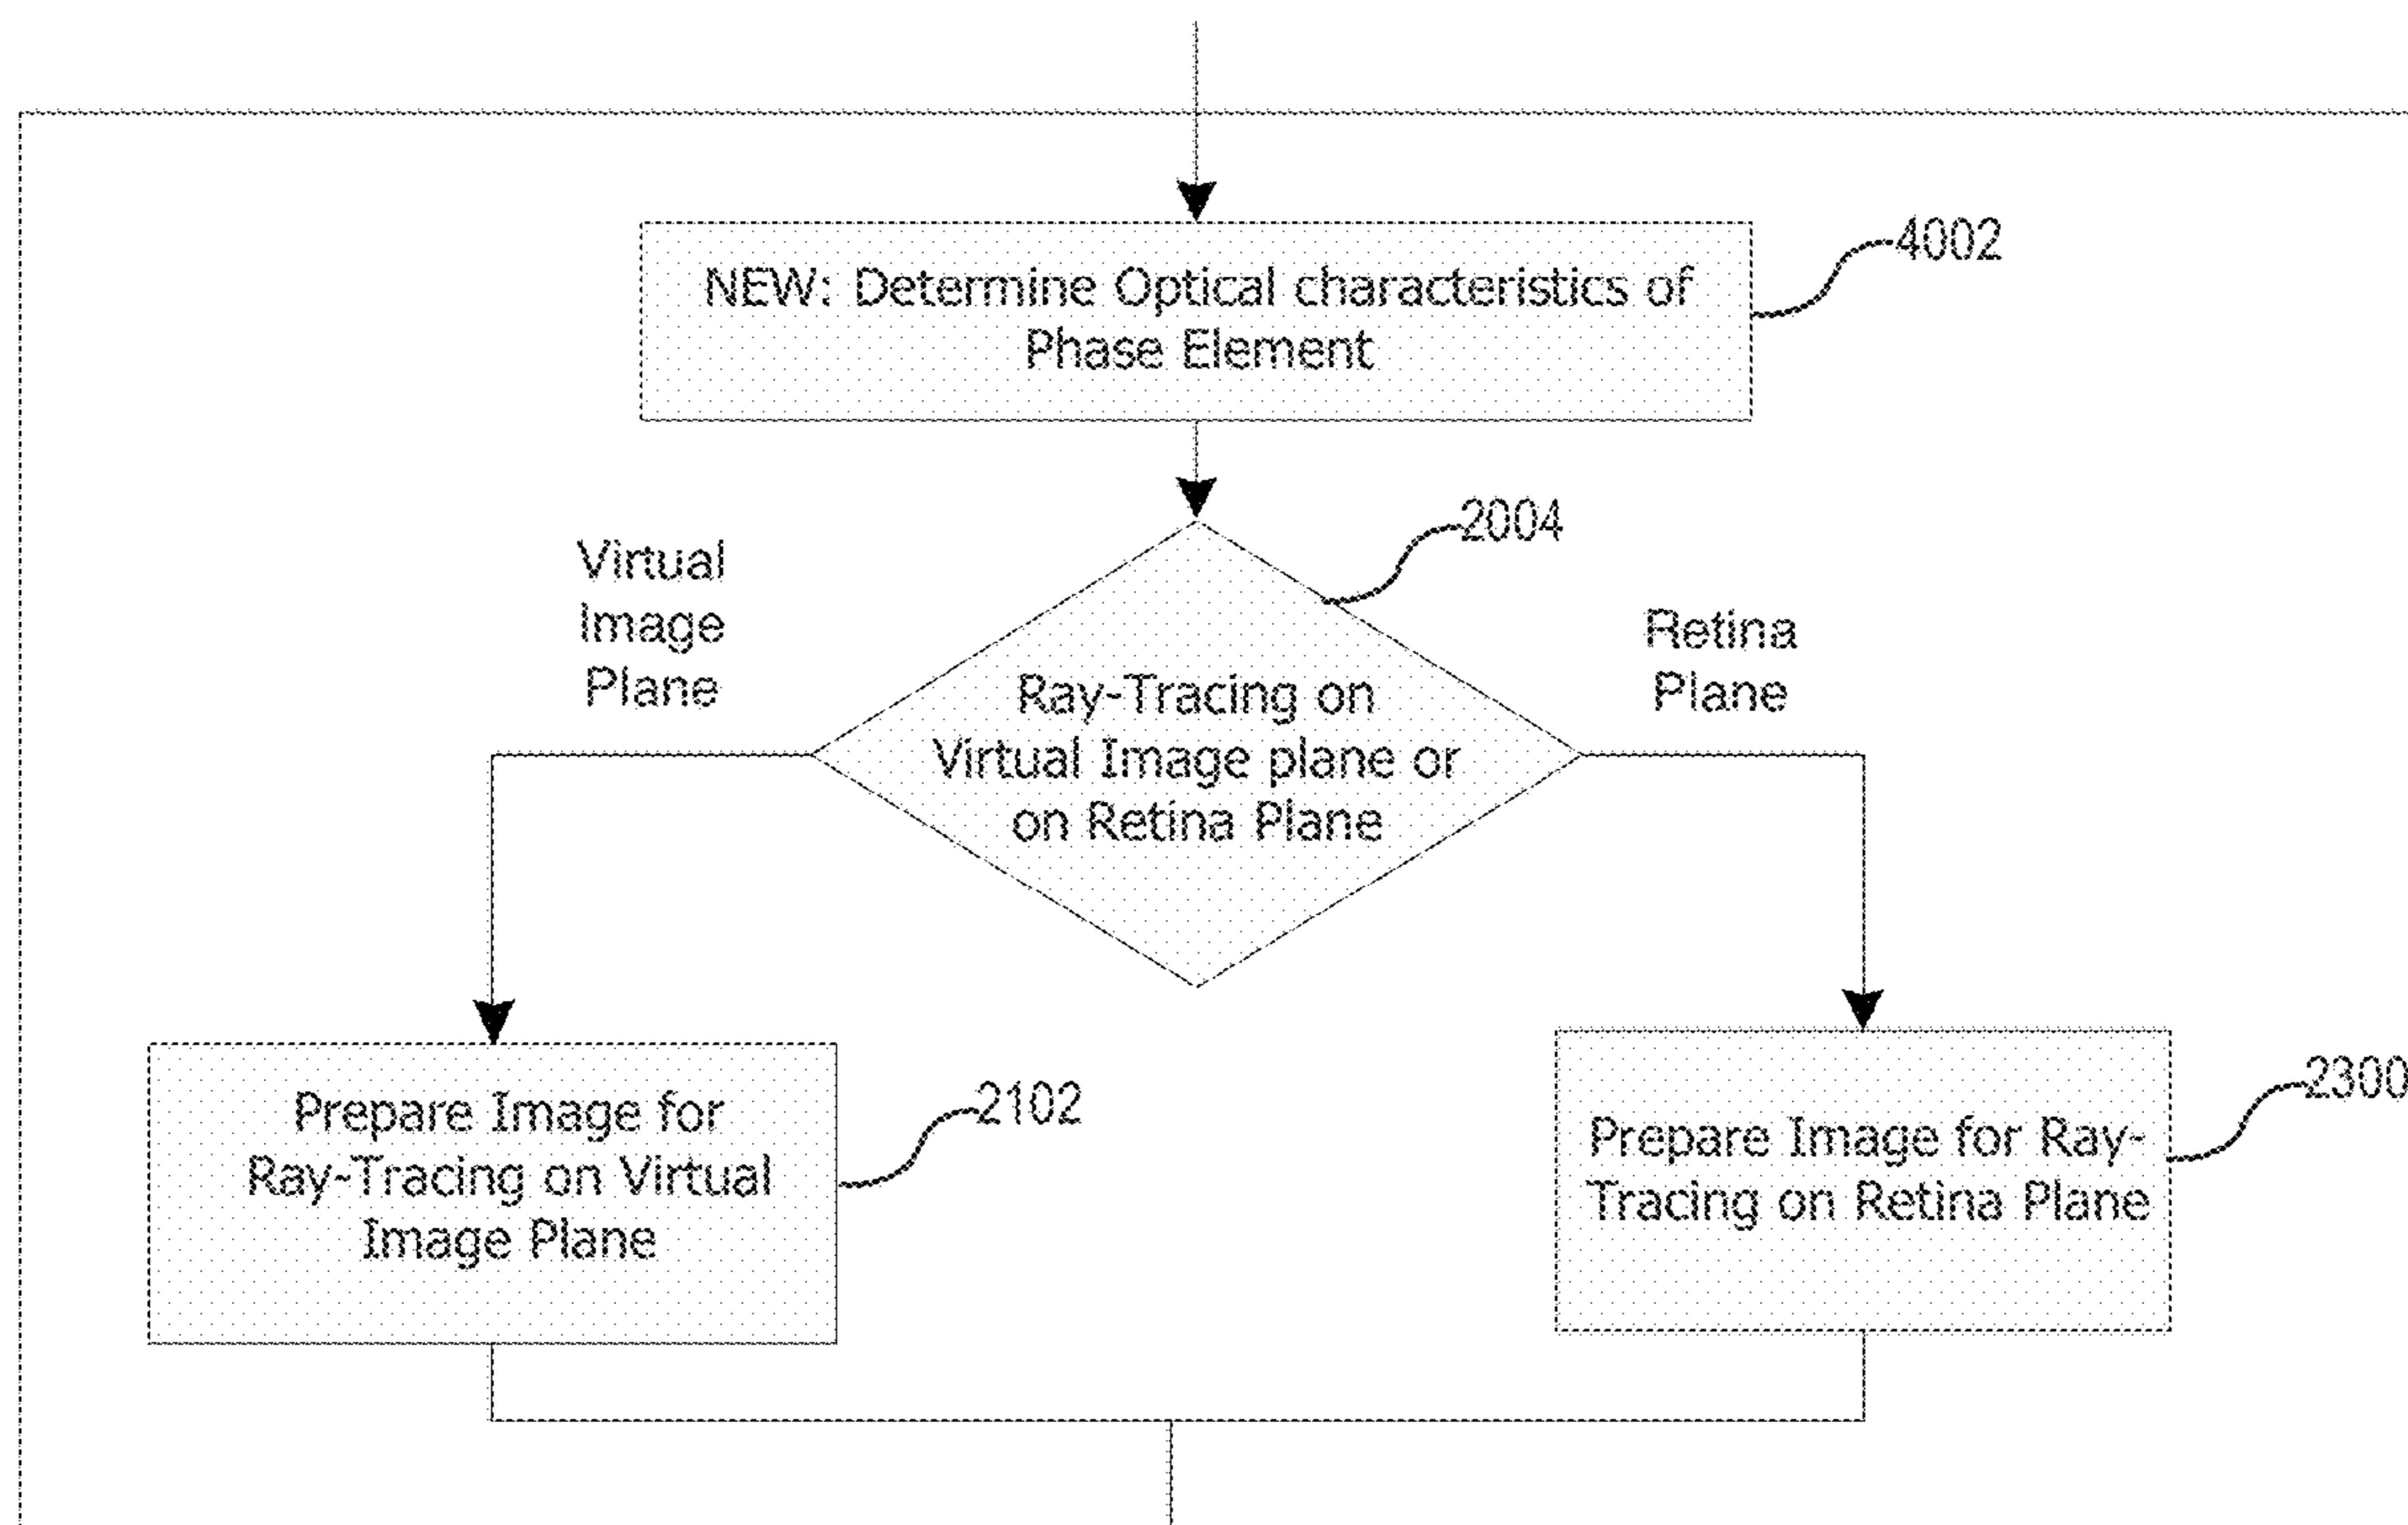 NEW: Determine Optical characteristics of
Phase Element
4002
2004
Virtual
Image
Plane
Ray-Tracing on
Virtual Image plane or
on Retina Plane
Retina
Plane
Prepare Image for
Ray-Tracing on Virtual
Image Plane
2102
Prepare Image for Ray-
Tracing on Retina Plane
2300